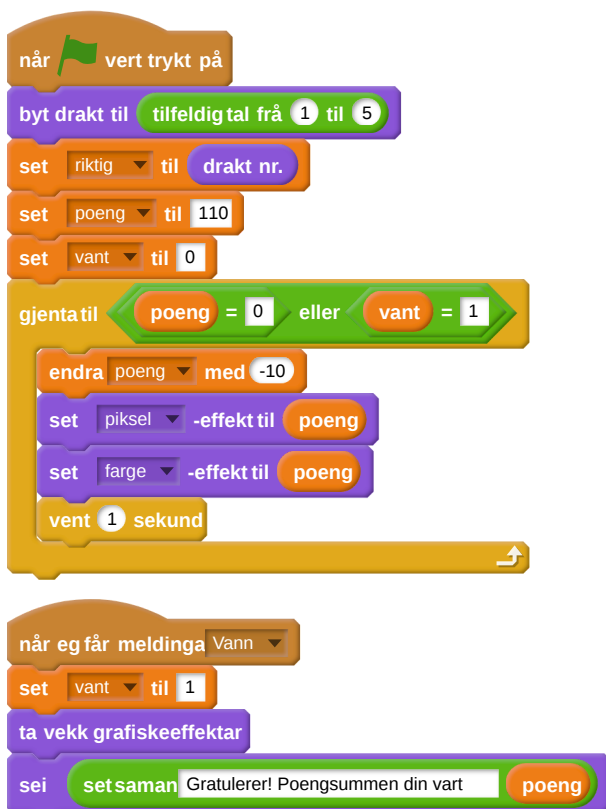 når vert trykt på
byt drakt til tilfeldig tal frå 1 til 5
set riktig til drakt nr.
set poeng til 110
set vant til 0
gjenta til poeng = 0 eller vant = 1
endra poeng med -10
set piksel -effekt til poeng
set farge -effekt til poeng
vent 1 sekund
når eg får meldinga Vann
set vant til 1
ta vekk grafiskeeffektar
sei set saman Gratulerer! Poengsummen din vart poeng